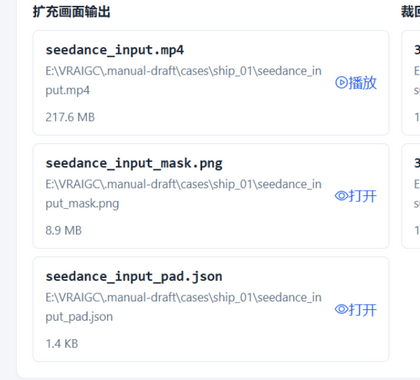 扩充画面输出
裁
seedance_input.mp4
E:\VRAIGC\.manual-draft\cases\ship_01\seedance_in
put.mp4
播放
217.6 MB
seedance_input_mask.png
E:\VRAIGC\.manual-draft\cases\ship_01\seedance_in
put_mask.png
打开
8.9 MB
seedance_input_pad.json
E:\VRAIGC\.manual-draft\cases\ship_01\seedance_in
put_pad.json
打开
1.4 KB